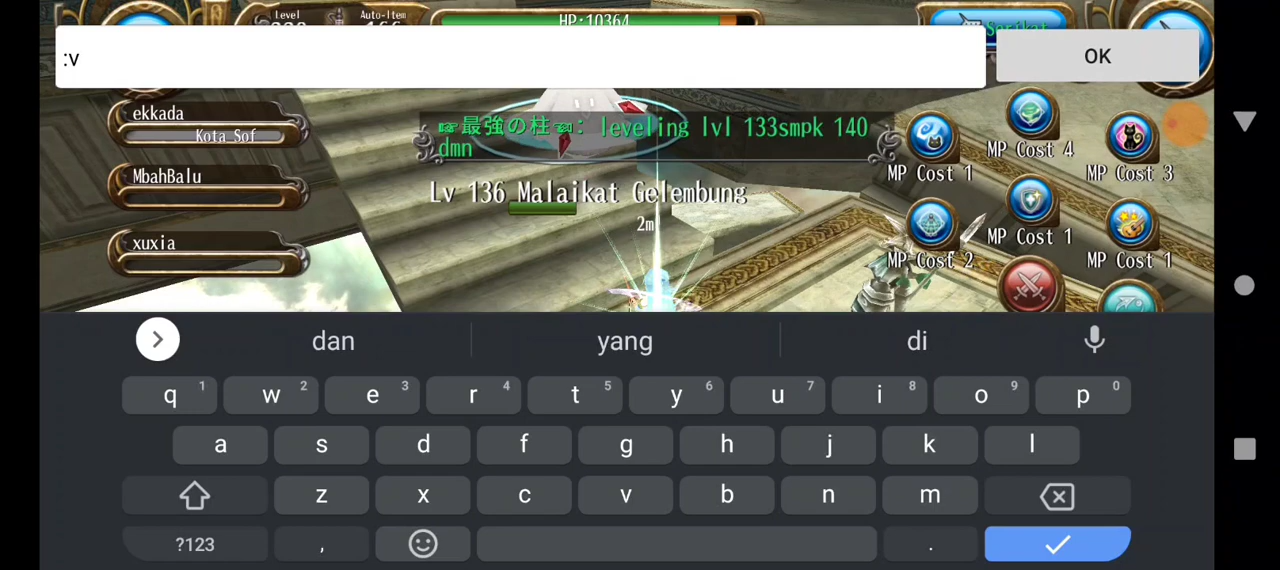 Level
Auto-Item
HP:10364
:v
OK
ekkada
Kota Sof
MbahBalu
xuxia
☞最強の柱☜: leveling lvl 133smpk 140
dmn
Lv 136 Malaikat Gelembung
2m
MP Cost 1
MP Cost 4
MP Cost 3
MP Cost 2
MP Cost 1
MP Cost 1
dan yang di
q 1 w 2 e 3 r 4 t 5 y 6 u 7 i 8 o 9 p 0
a s d f g h j k l
z x c v b n m
?123 , .